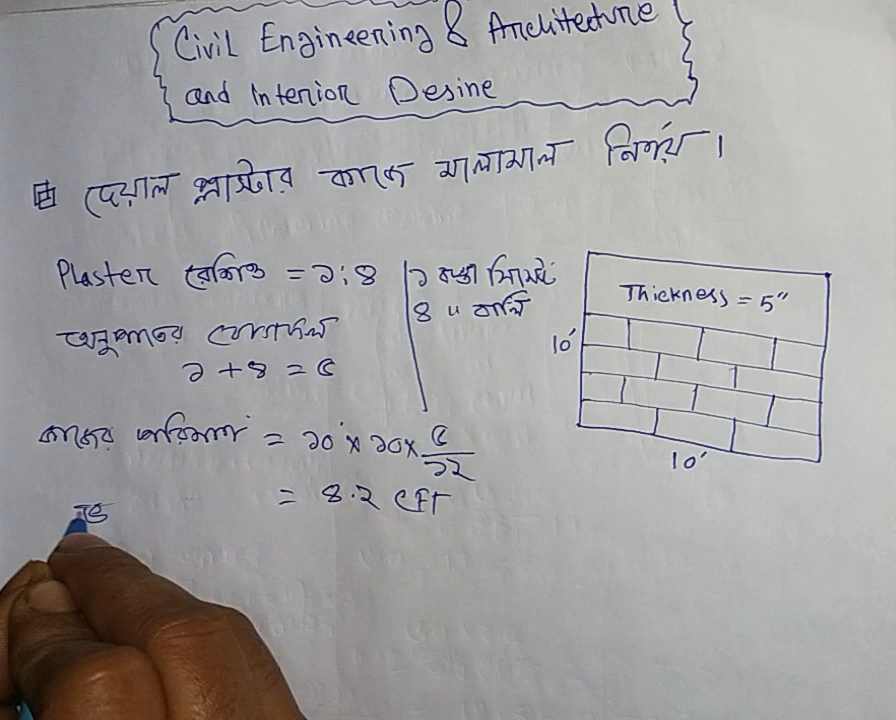 Civil Engineering & Architecture
and Interior Desine
দেয়াল প্লাস্টার কাজে মালামাল নির্ণয়।
Plaster রেশিও = ১:৪
১ বস্তা সিমেন্ট
৪ " বালি
অনুপাতের যোগফল
১ + ৪ = ৫
Thickness = 5"
10'
10'
কাজের পরিমাণ = ১০' × ১০ × ৫/১২
= ৪.২ CFT